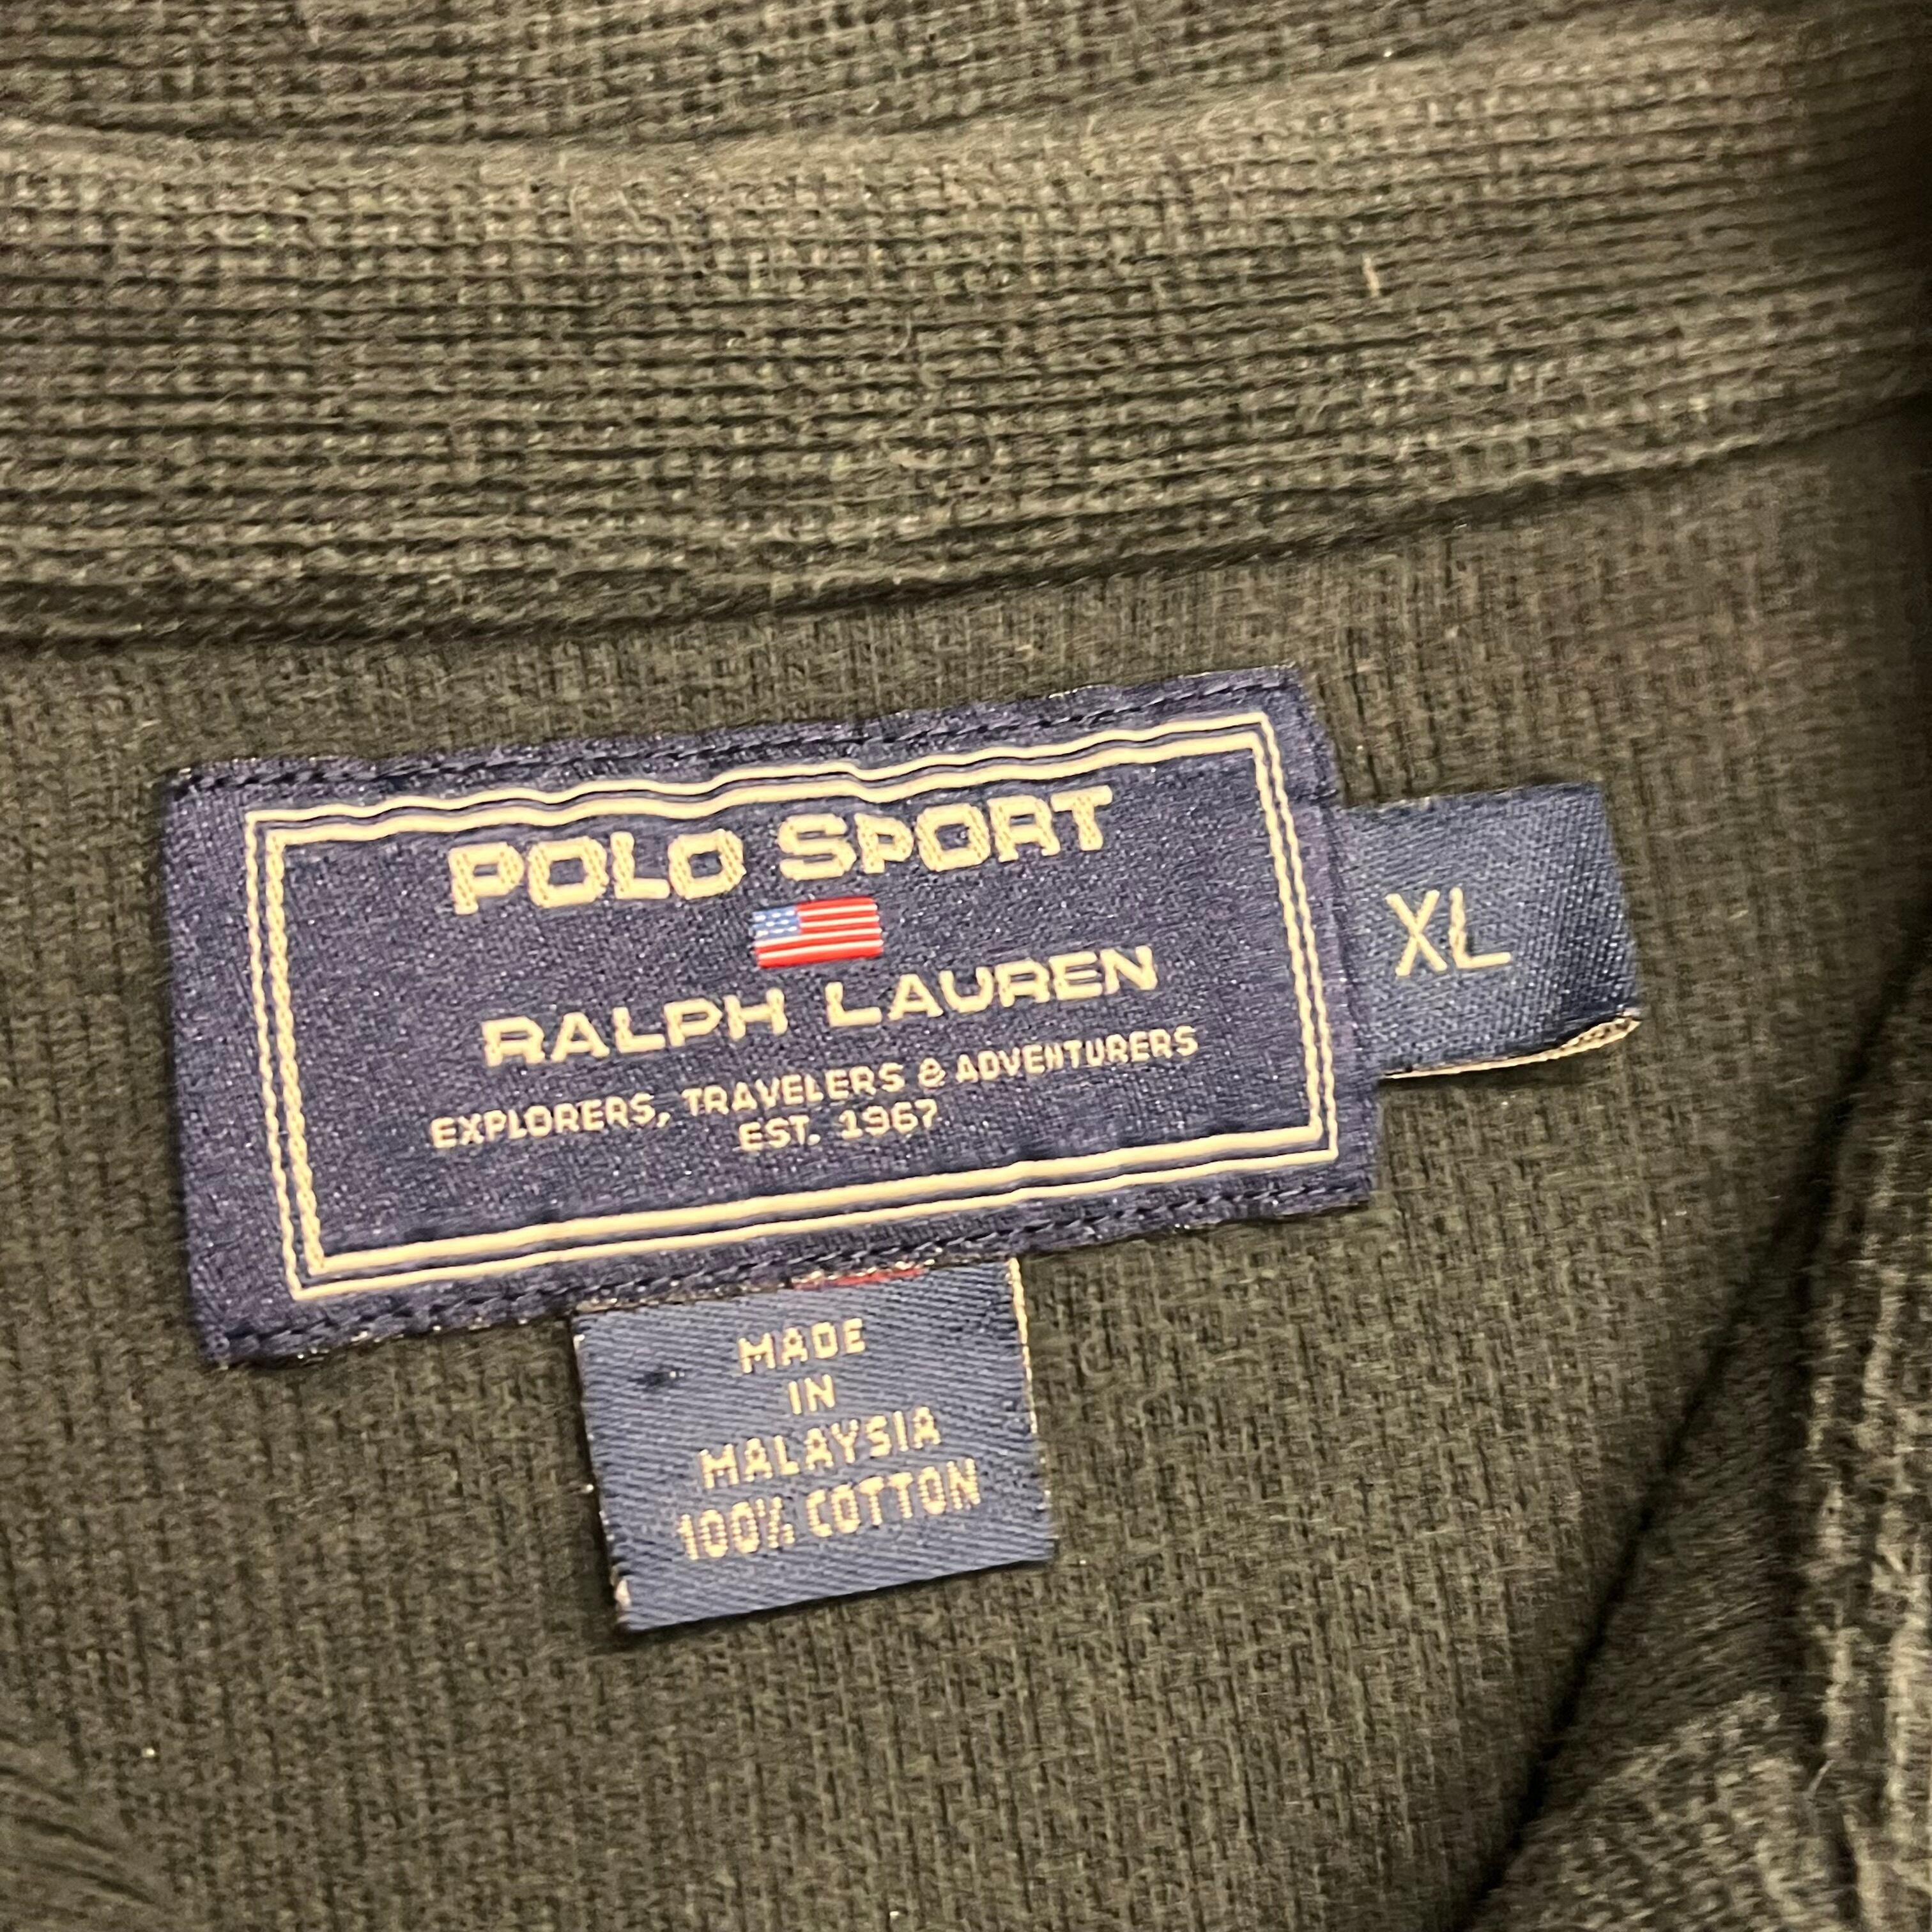 POLO SPORT
RALPH LAUREN
EXPLORERS, TRAVELERS & ADVENTURERS
EST. 1967
XL
MADE
IN
MALAYSIA
100% COTTON